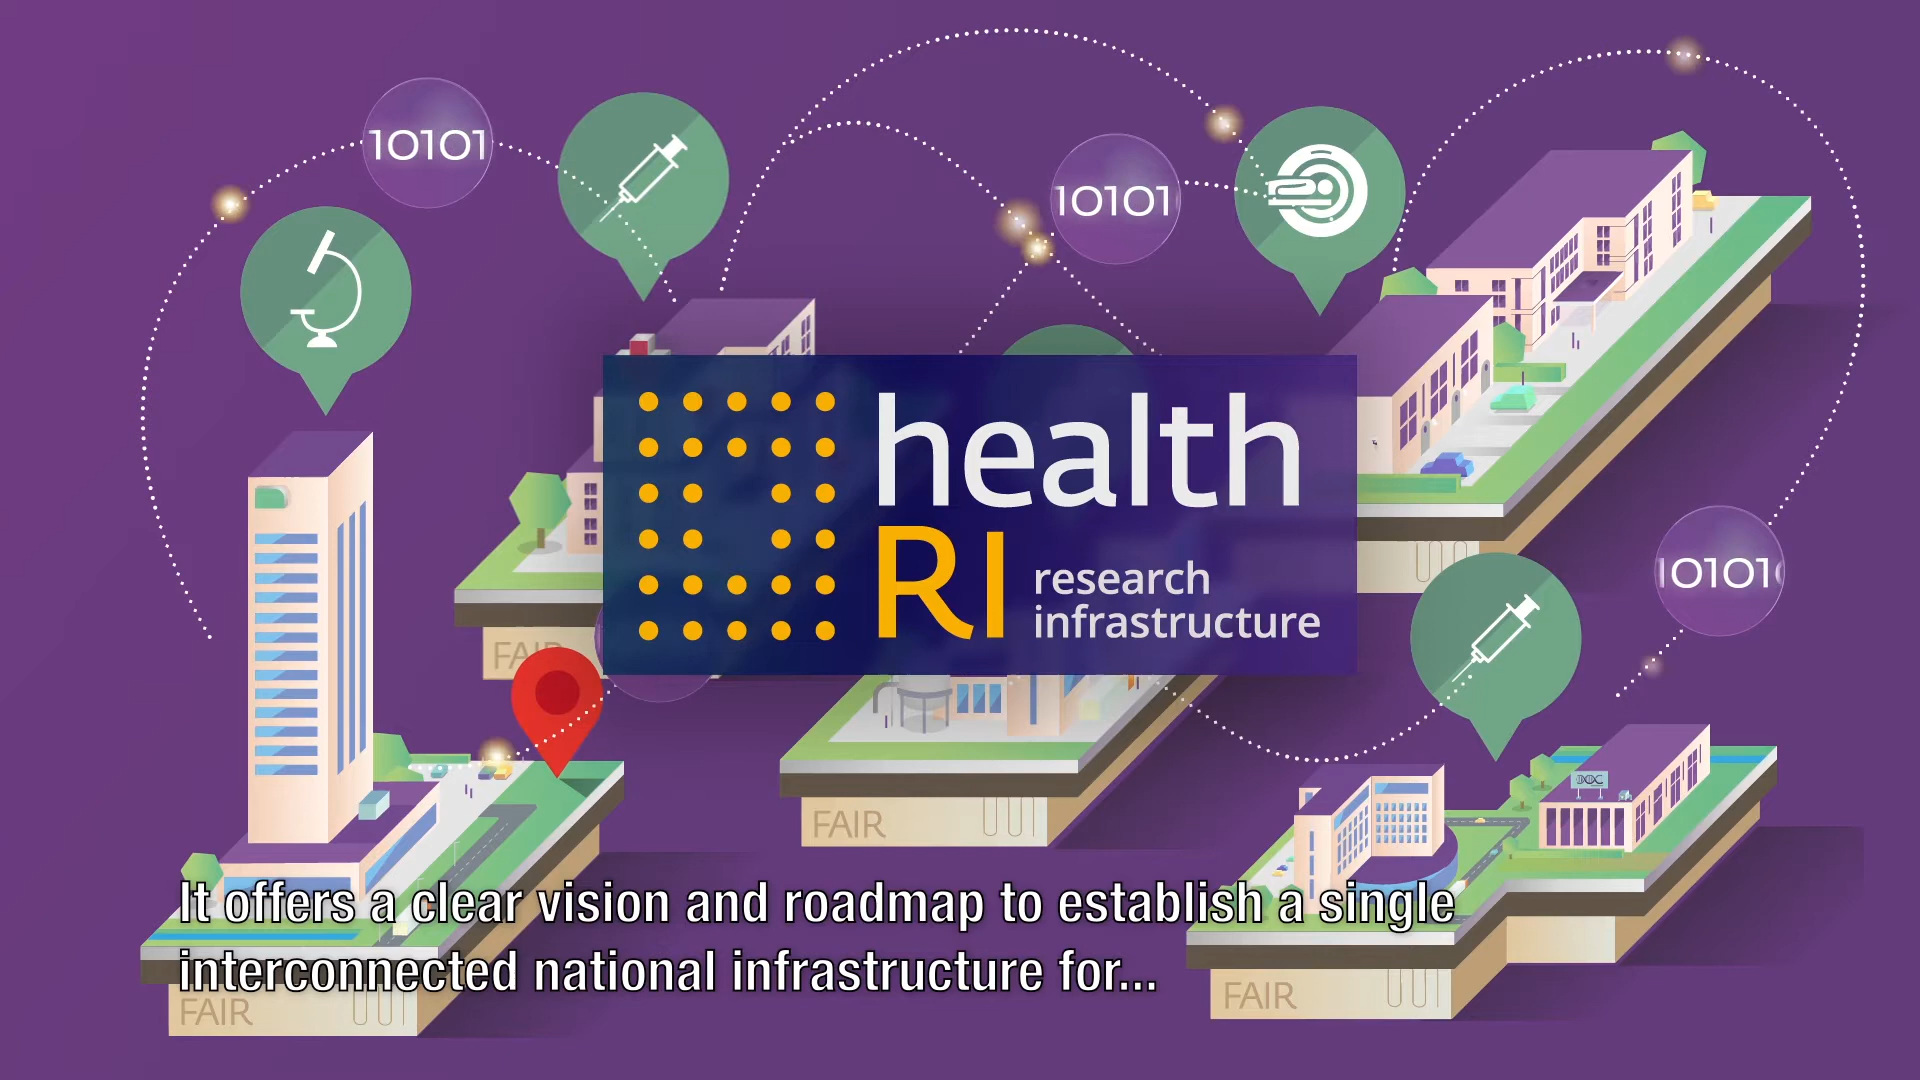 10101
10101
health
RI
research
infrastructure
10101
FAIR
FAIR
It offers a clear vision and roadmap to establish a single
interconnected national infrastructure for...
FAIR
FAIR